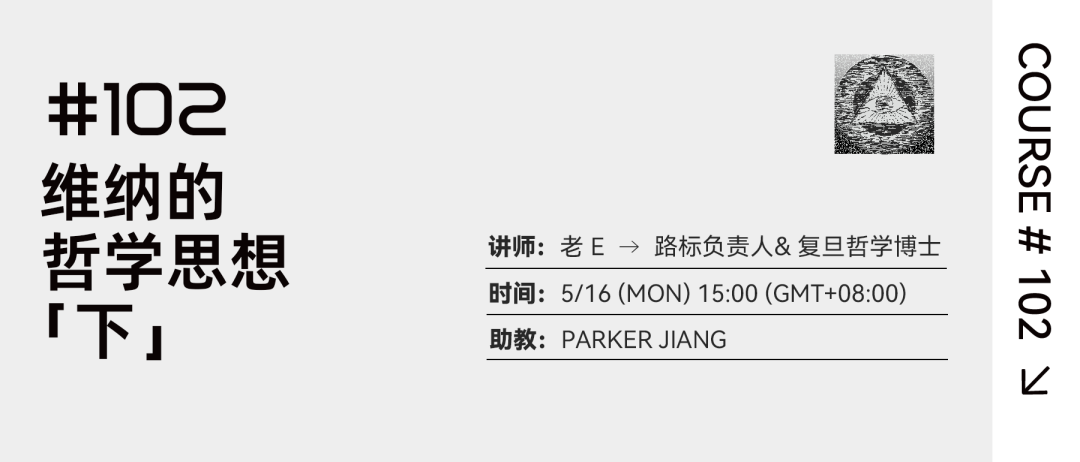 #102
维纳的
哲学思想
「下」
讲师：老 E → 路标负责人& 复旦哲学博士
时间：5/16 (MON) 15:00 (GMT+08:00)
助教：PARKER JIANG
COURSE # 102 ↘